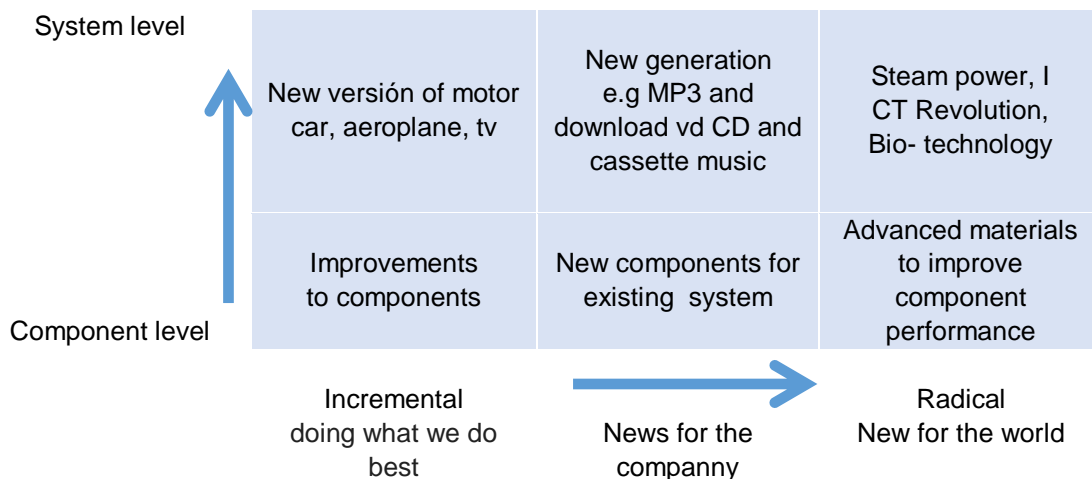 System level
New versión of motor
car, aeroplane, tv
New generation
e.g MP3 and
download vd CD and
cassette music
Steam power, I
CT Revolution,
Bio- technology
Component level
Improvements
to components
New components for
existing system
Advanced materials
to improve
component
performance
Incremental
doing what we do
best
News for the
companny
Radical
New for the world